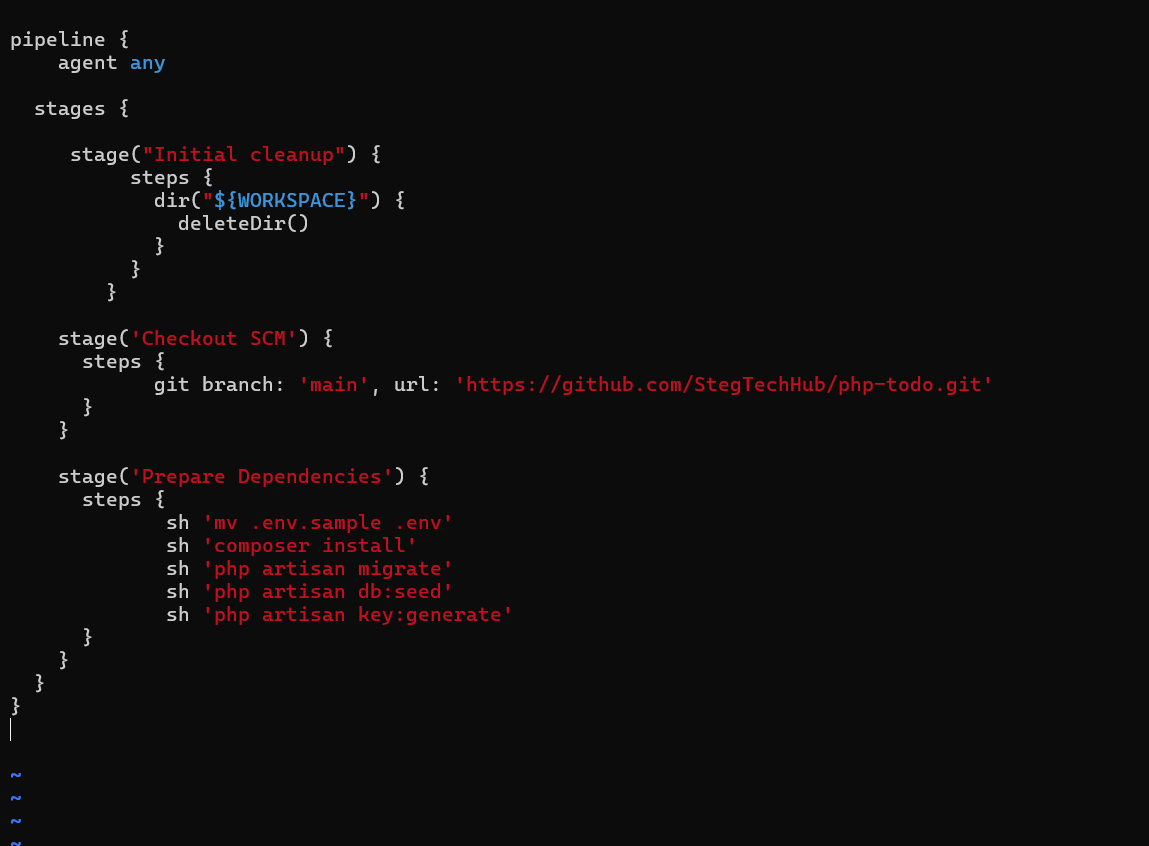 pipeline {
    agent any
  stages {
     stage("Initial cleanup") {
          steps {
            dir("${WORKSPACE}") {
              deleteDir()
            }
          }
        }
    stage('Checkout SCM') {
      steps {
            git branch: 'main', url: 'https://github.com/StegTechHub/php-todo.git'
      }
    }
    stage('Prepare Dependencies') {
      steps {
             sh 'mv .env.sample .env'
             sh 'composer install'
             sh 'php artisan migrate'
             sh 'php artisan db:seed'
             sh 'php artisan key:generate'
      }
    }
  }
}
~
~
~
~